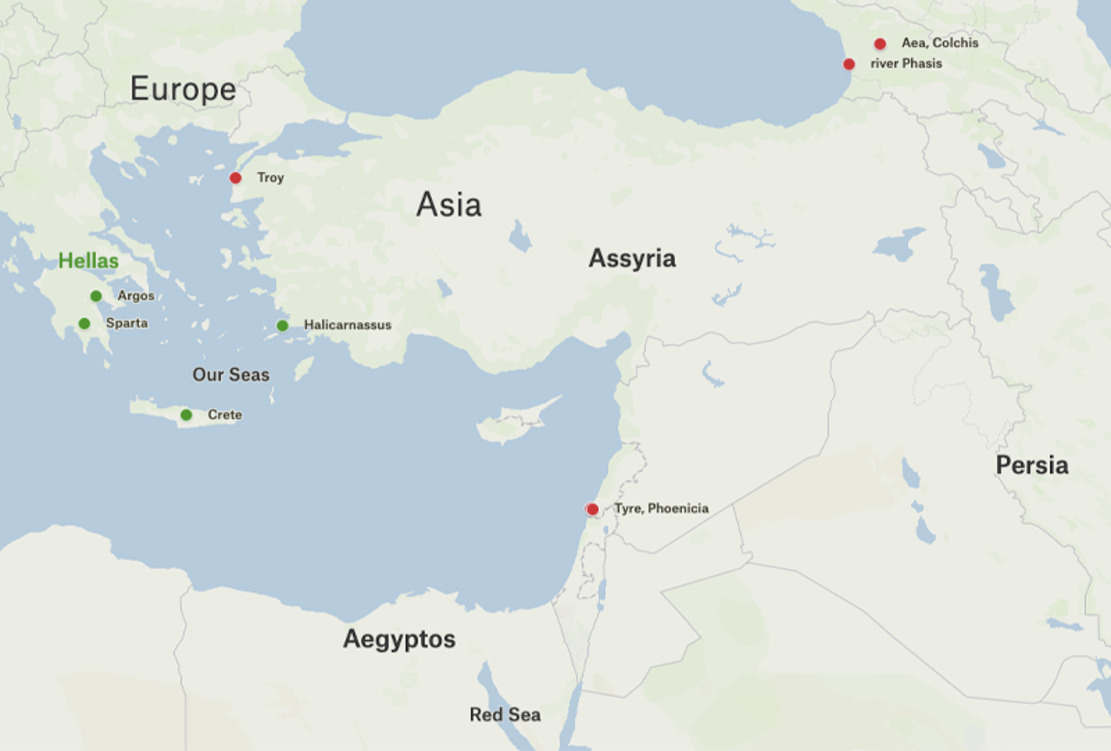 Aea, Colchis
river Phasis
Europe
Troy
Asia
Hellas
Assyria
Argos
Sparta
Halicarnassus
Our Seas
Crete
Persia
Tyre, Phoenicia
Aegyptos
Red Sea